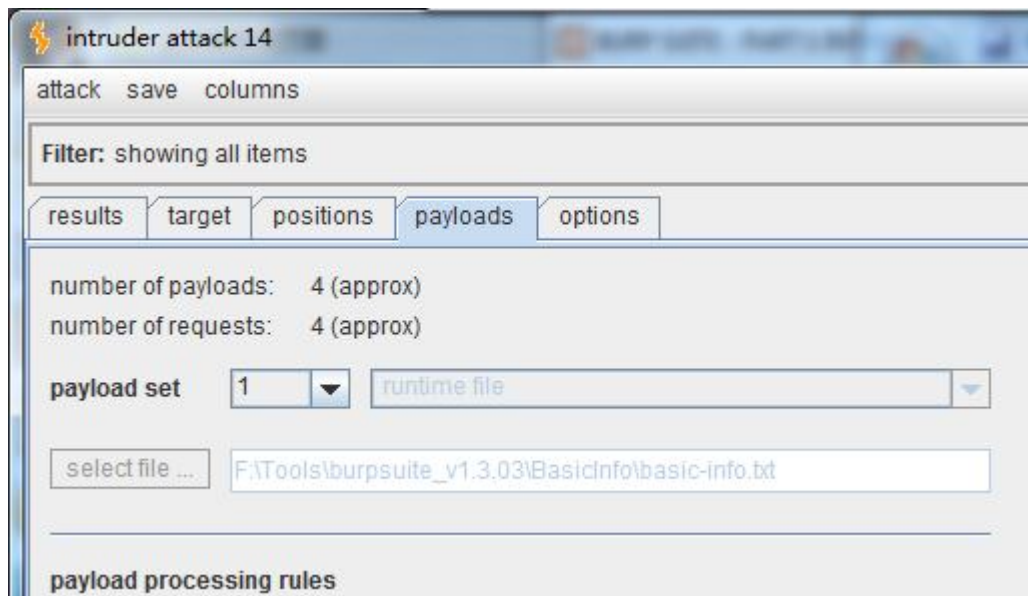 intruder attack 14
attack save columns
Filter: showing all items
results target positions payloads options
number of payloads: 4 (approx)
number of requests: 4 (approx)
payload set 1 runtime file
select file ... F:\Tools\burpsuite_v1.3.03\BasicInfo\basic-info.txt
payload processing rules